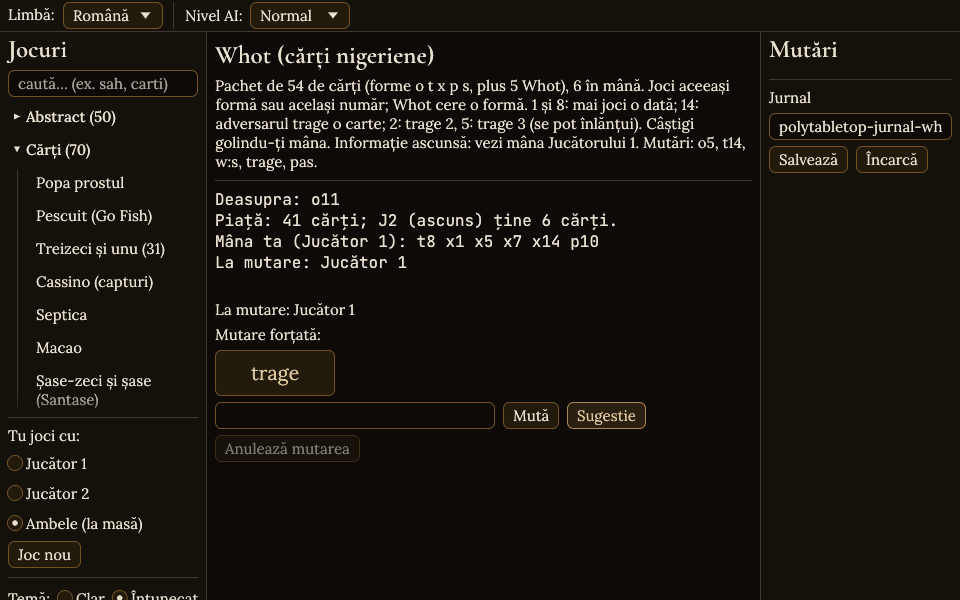 Limbă: Română Nivel AI: Normal
Jocuri
caută... (ex. sah, carti)
Abstract (50)
Cărți (70)
Popa prostul
Pescuit (Go Fish)
Treizeci și unu (31)
Cassino (capturi)
Septica
Macao
Șase-zeci și șase
(Santase)
Tu joci cu:
Jucător 1
Jucător 2
Ambele (la masă)
Joc nou
Temă: Clar Întunecat
Whot (cărți nigeriene)
Pachet de 54 de cărți (forme o t x p s, plus 5 Whot), 6 în mână. Joci aceeași
formă sau același număr; Whot cere o formă. 1 și 8: mai joci o dată; 14:
adversarul trage o carte; 2: trage 2, 5: trage 3 (se pot înlănțui). Câștigi
golindu-ți mâna. Informație ascunsă: vezi mâna Jucătorului 1. Mutări: o5, t14,
w:s, trage, pas.
Deasupra: o11
Piață: 41 cărți; J2 (ascuns) ține 6 cărți.
Mâna ta (Jucător 1): t8 x1 x5 x7 x14 p10
La mutare: Jucător 1
La mutare: Jucător 1
Mutare forțată:
trage
Mută Sugestie
Anulează mutarea
Mutări
Jurnal
polytabletop-jurnal-wh
Salvează Încarcă